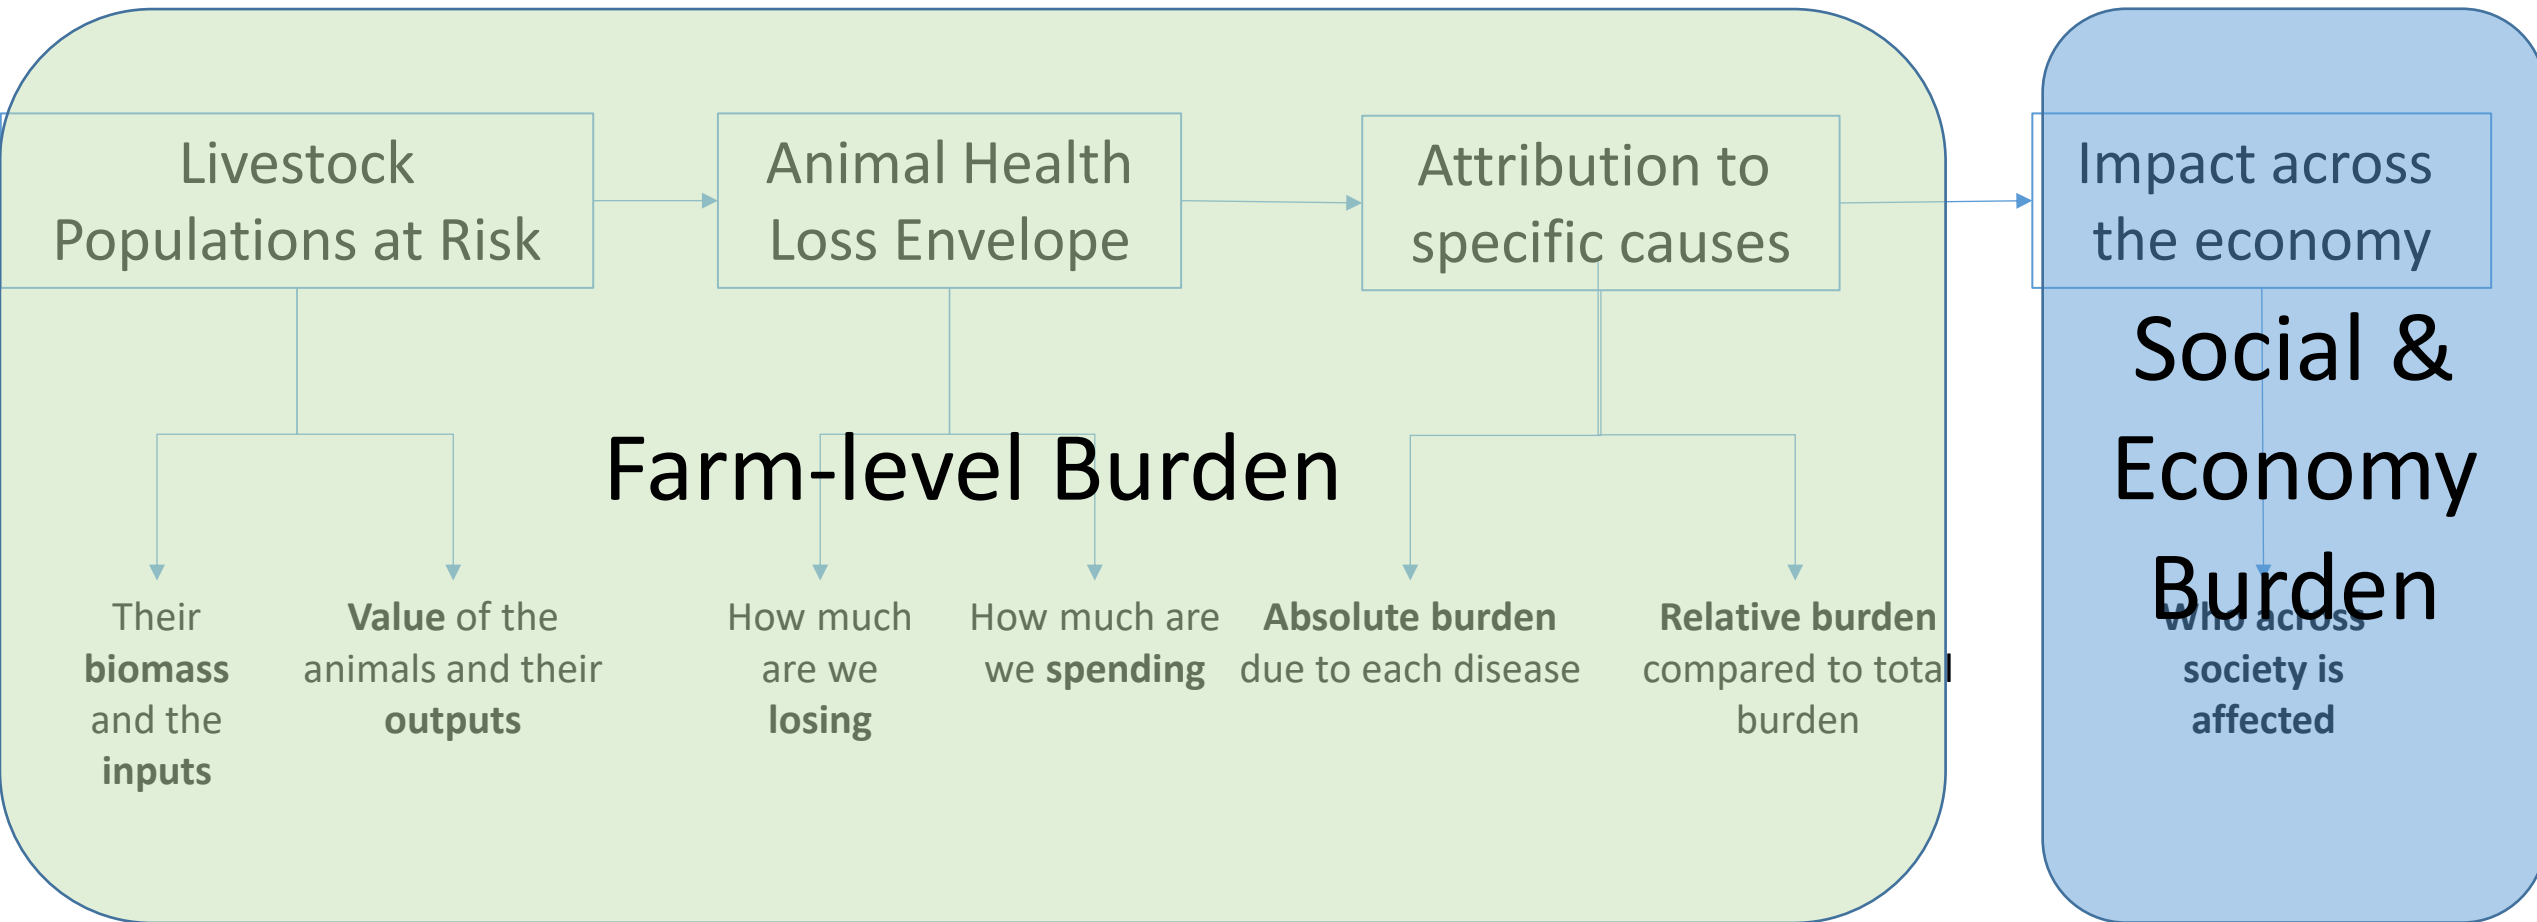 Livestock
Populations at Risk
Animal Health
Loss Envelope
Attribution to
specific causes
Impact across
the economy
Farm-level Burden
Social &
Economy
Burden
Their
biomass
and the
inputs
Value of the
animals and their
outputs
How much
are we
losing
How much are
we spending
Absolute burden
due to each disease
Relative burden
compared to total
burden
Who across
society is
affected